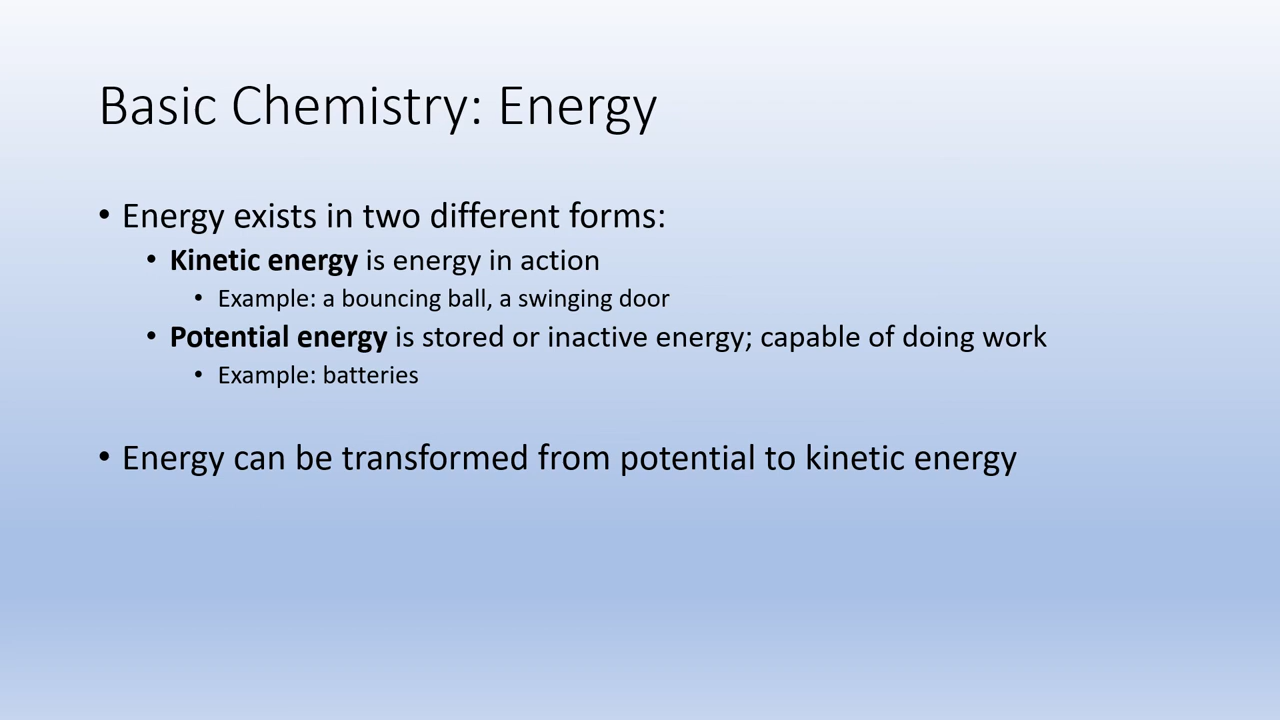 Basic Chemistry: Energy
• Energy exists in two different forms:
• Kinetic energy is energy in action
• Example: a bouncing ball, a swinging door
• Potential energy is stored or inactive energy; capable of doing work
• Example: batteries
• Energy can be transformed from potential to kinetic energy